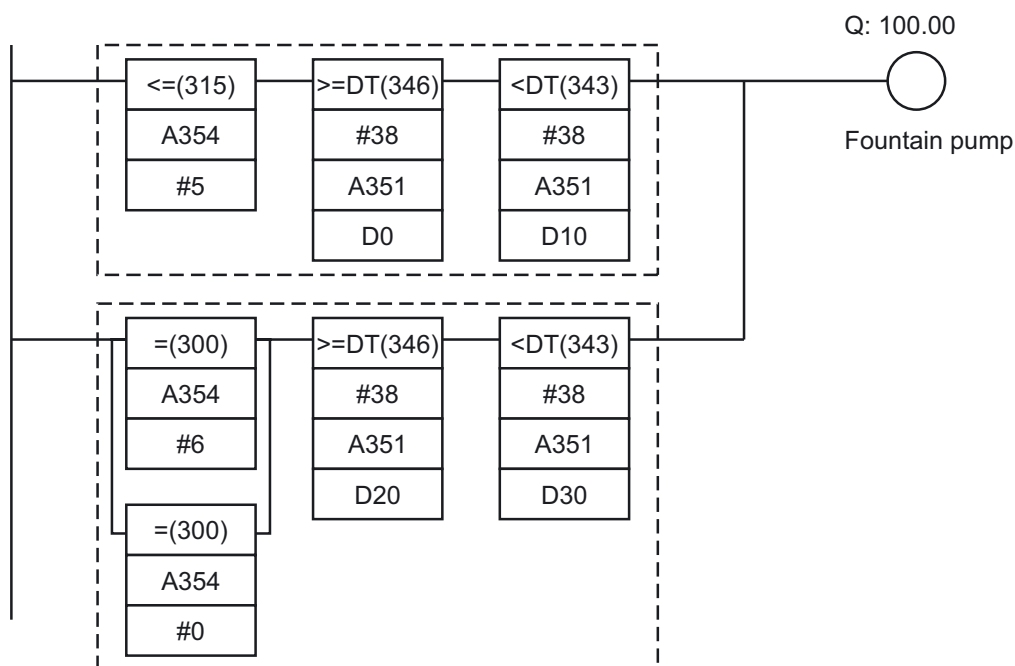 Q: 100.00
<=(315) >=DT(346) <DT(343)
A354 #38 #38
#5 A351 A351
D0 D10
Fountain pump
=(300) >=DT(346) <DT(343)
A354 #38 #38
#6 A351 A351
D20 D30
=(300)
A354
#0